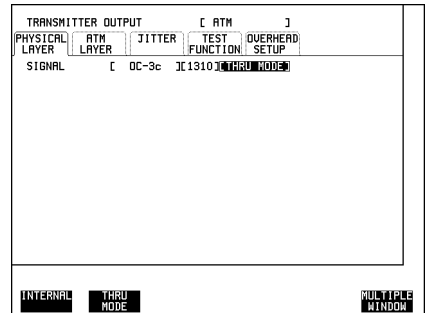 TRANSMITTER OUTPUT [ ATM ]
PHYSICAL LAYER ATM LAYER JITTER TEST FUNCTION OVERHEAD SETUP
SIGNAL [ OC-3c ][1310][THRU MODE]
INTERNAL THRU MODE MULTIPLE WINDOW